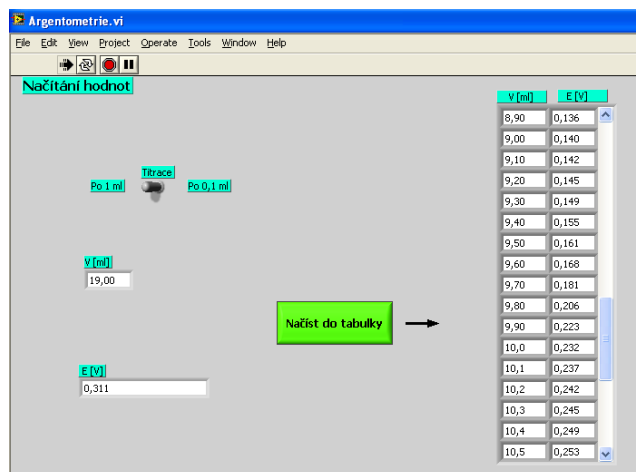 Argentometrie.vi
File Edit View Project Operate Tools Window Help
Načítání hodnot
Titrace
Po 1 ml Po 0,1 ml
V [ml]
19,00
Načíst do tabulky
E [V]
0,311
V [ml] E [V]
8,90 0,136
9,00 0,140
9,10 0,142
9,20 0,145
9,30 0,149
9,40 0,155
9,50 0,161
9,60 0,168
9,70 0,181
9,80 0,206
9,90 0,223
10,0 0,232
10,1 0,237
10,2 0,242
10,3 0,245
10,4 0,249
10,5 0,253